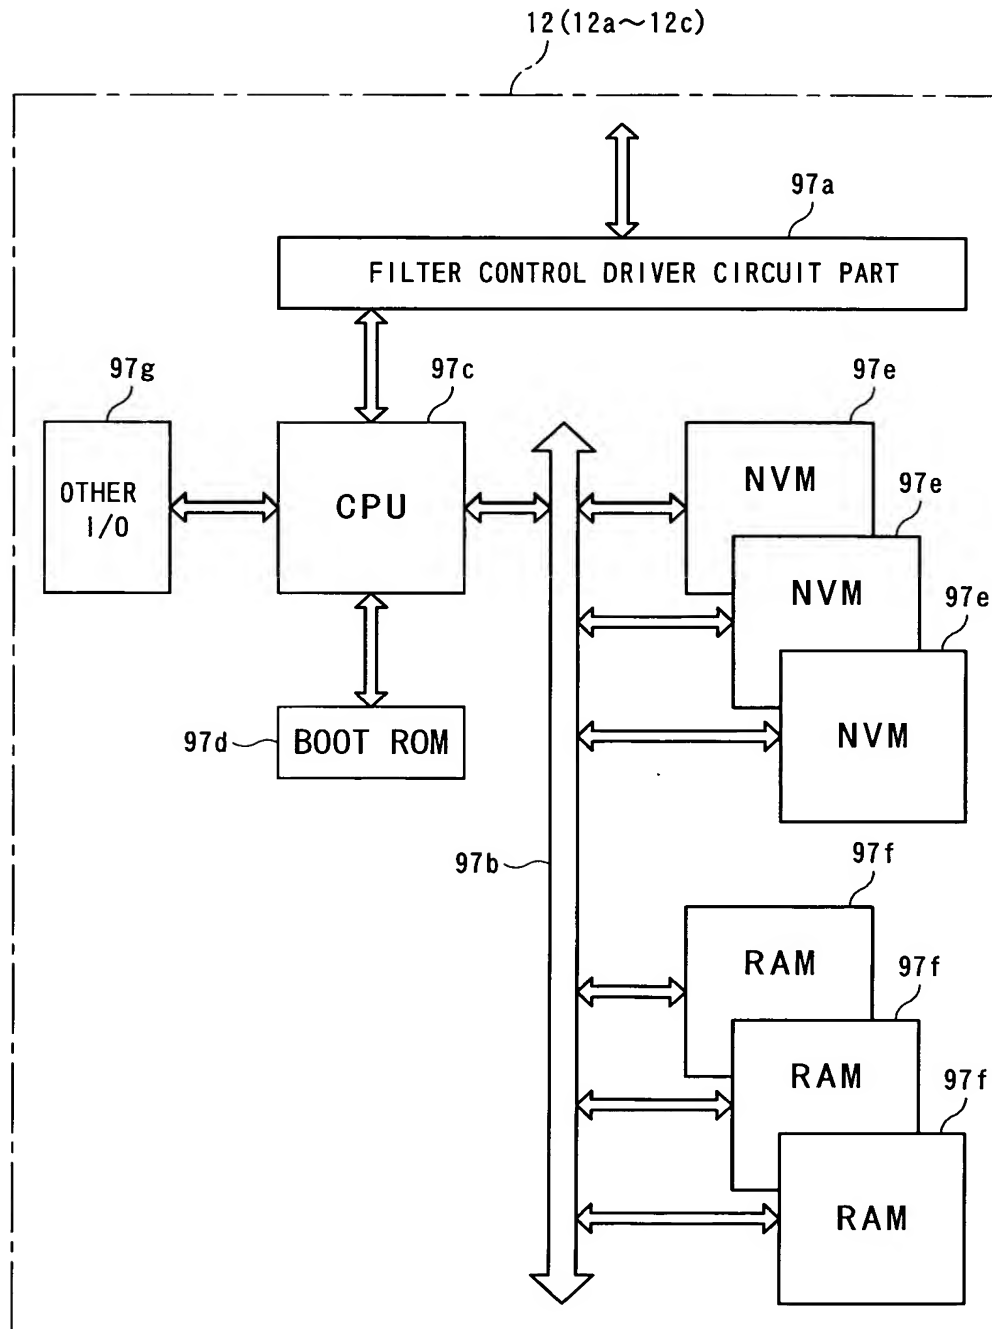 12(12a～12c)
97a
FILTER CONTROL DRIVER CIRCUIT PART
97g
97c
97e
OTHER
I/O
CPU
NVM
97e
NVM
97e
97d
BOOT ROM
NVM
97b
97f
RAM
97f
RAM
97f
RAM